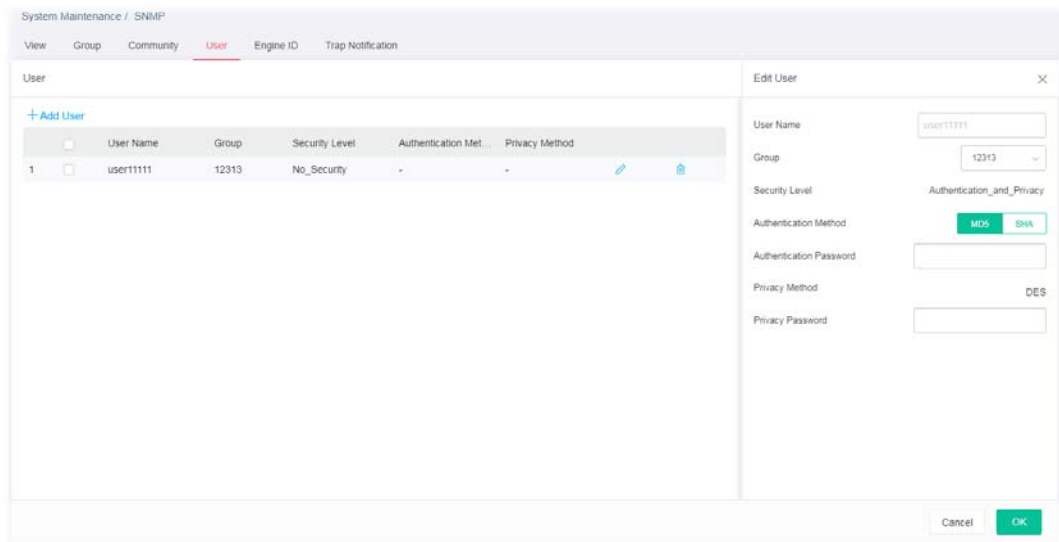 System Maintenance / SNMP
View Group Community User Engine ID Trap Notification
User
+ Add User
User Name Group Security Level Authentication Met... Privacy Method
1 user11111 12313 No_Security - -
Edit User
User Name user11111
Group 12313
Security Level Authentication_and_Privacy
Authentication Method MD5 SHA
Authentication Password
Privacy Method DES
Privacy Password
Cancel OK